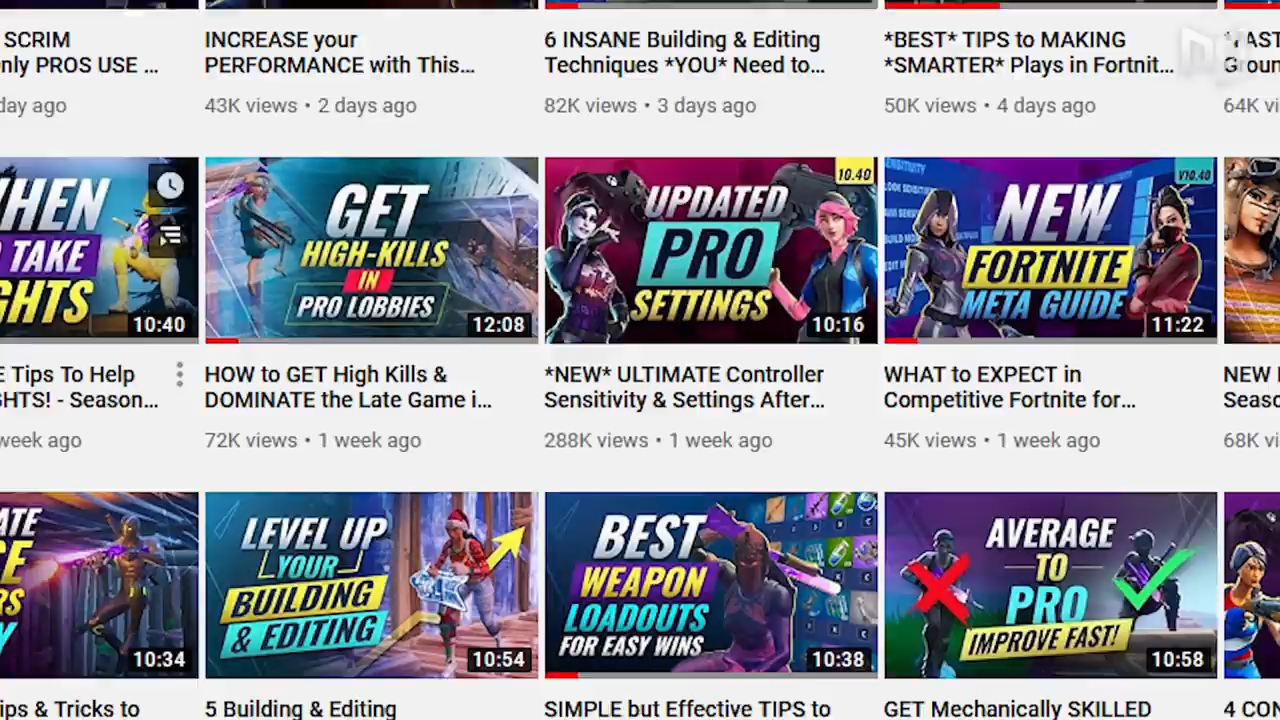 SCRIM
nly PROS USE ...
day ago
INCREASE your
PERFORMANCE with This...
43K views • 2 days ago
6 INSANE Building & Editing
Techniques *YOU* Need to...
82K views • 3 days ago
*BEST* TIPS to MAKING
*SMARTER* Plays in Fortnit...
50K views • 4 days ago
64K vi
HEN
TAKE
GHTS
10:40
GET
HIGH-KILLS
IN
PRO LOBBIES
12:08
10.40
UPDATED
PRO
SETTINGS
10:16
V10.40
NEW
FORTNITE
META GUIDE
11:22
E Tips To Help
GHTS! - Season...
week ago
HOW to GET High Kills &
DOMINATE the Late Game i...
72K views • 1 week ago
*NEW* ULTIMATE Controller
Sensitivity & Settings After...
288K views • 1 week ago
WHAT to EXPECT in
Competitive Fortnite for...
45K views • 1 week ago
NEW
Seaso
68K vi
ATE
10:34
LEVEL UP
YOUR
BUILDING
& EDITING
10:54
BEST
WEAPON
LOADOUTS
FOR EASY WINS
10:38
AVERAGE
TO
PRO
IMPROVE FAST!
10:58
ips & Tricks to
5 Building & Editing
SIMPLE but Effective TIPS to
GET Mechanically SKILLED
4 CON